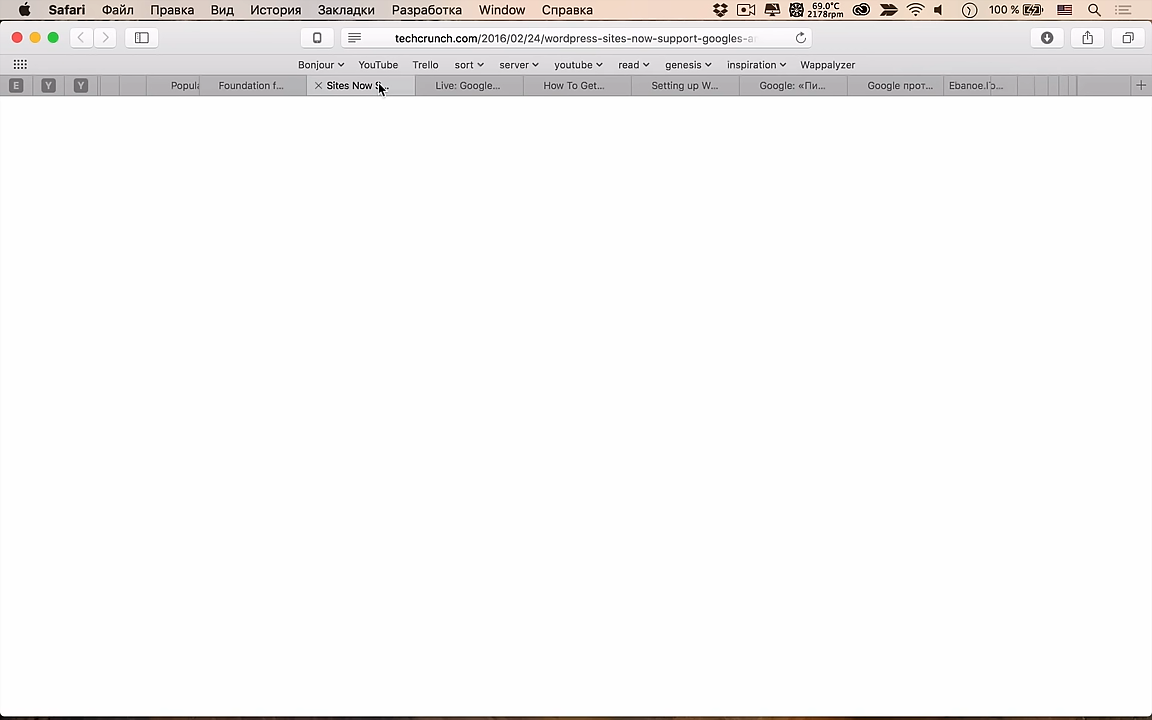 Safari Файл Правка Вид История Закладки Разработка Window Справка 69.0°C 2178rpm 100 %
techcrunch.com/2016/02/24/wordpress-sites-now-support-googles-a
Bonjour YouTube Trello sort server youtube read genesis inspiration Wappalyzer
E Y Y Popula Foundation f... Sites Now S... Live: Google... How To Get... Setting up W... Google: «Пи... Google прот...